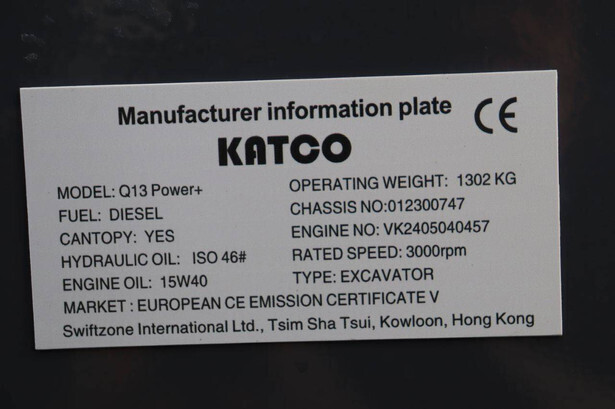 Manufacturer information plate CE
KATCO
MODEL: Q13 Power+ OPERATING WEIGHT: 1302 KG
FUEL: DIESEL CHASSIS NO:012300747
CANTOPY: YES ENGINE NO: VK2405040457
HYDRAULIC OIL: ISO 46# RATED SPEED: 3000rpm
ENGINE OIL: 15W40 TYPE: EXCAVATOR
MARKET : EUROPEAN CE EMISSION CERTIFICATE V
Swiftzone International Ltd., Tsim Sha Tsui, Kowloon, Hong Kong